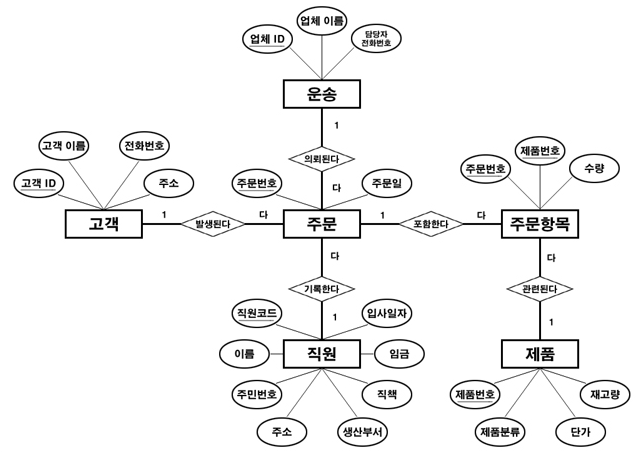 업체 이름
업체 ID
담당자
전화번호
운송
1
의뢰된다
다
고객 이름
전화번호
고객 ID
주소
주문번호
주문일
제품번호
주문번호
수량
고객
1
발생된다
다
주문
1
포함한다
다
주문항목
다
기록한다
1
다
관련된다
1
직원코드
입사일자
이름
직원
임금
주민번호
직책
주소
생산부서
제품
제품번호
재고량
제품분류
단가